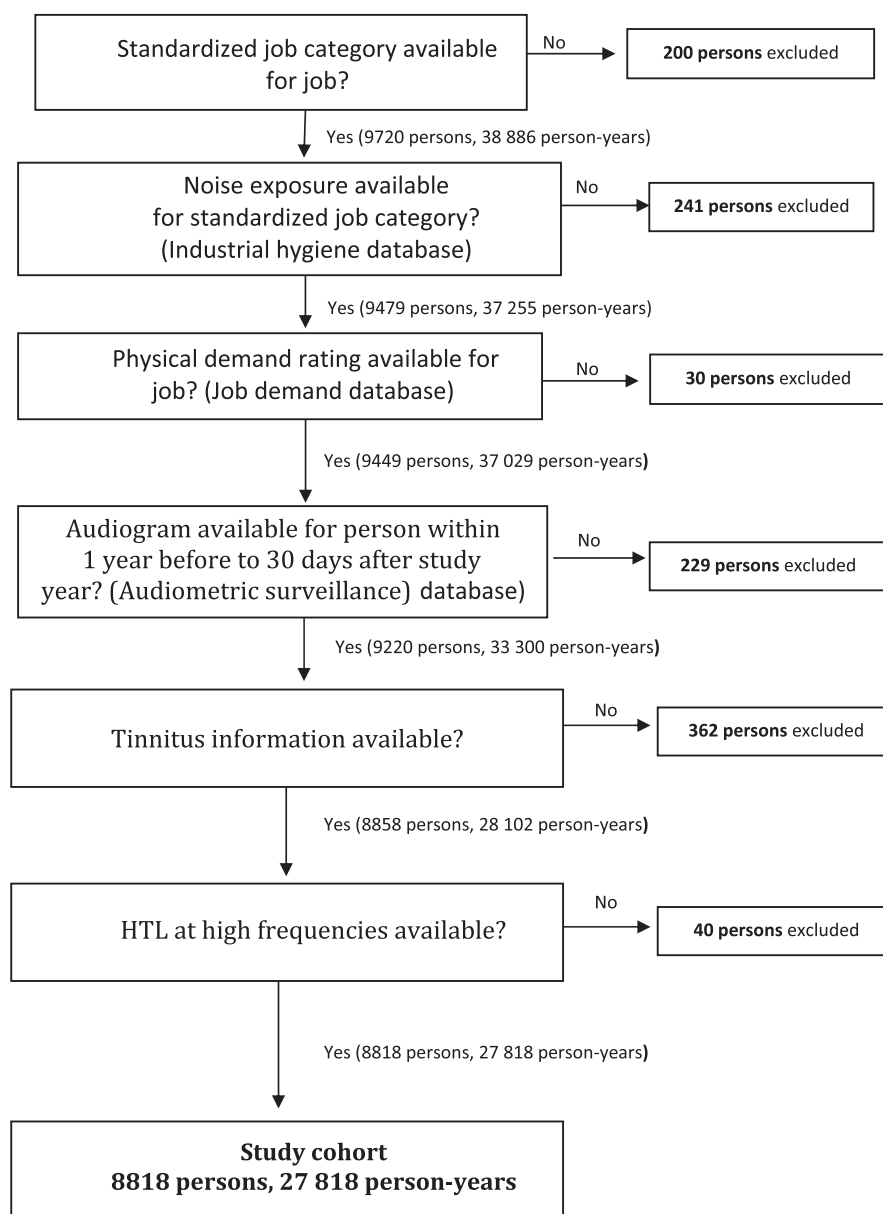 Standardized job category available
for job?
No
200 persons excluded
Yes (9720 persons, 38 886 person-years)
Noise exposure available
for standardized job category?
(Industrial hygiene database)
No
241 persons excluded
Yes (9479 persons, 37 255 person-years)
Physical demand rating available for
job? (Job demand database)
No
30 persons excluded
Yes (9449 persons, 37 029 person-years)
Audiogram available for person within
1 year before to 30 days after study
year? (Audiometric surveillance) database)
No
229 persons excluded
Yes (9220 persons, 33 300 person-years)
Tinnitus information available?
No
362 persons excluded
Yes (8858 persons, 28 102 person-years)
HTL at high frequencies available?
No
40 persons excluded
Yes (8818 persons, 27 818 person-years)
Study cohort
8818 persons, 27 818 person-years